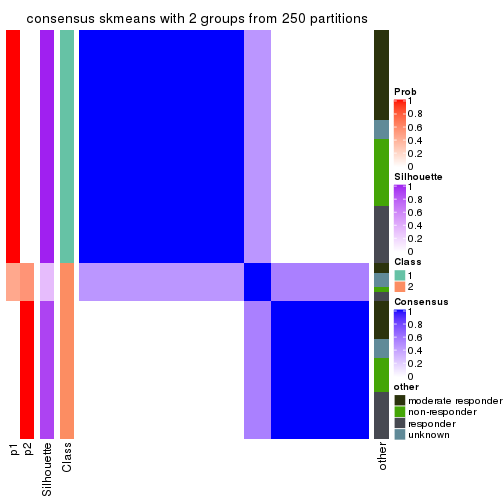 consensus skmeans with 2 groups from 250 partitions
Prob
1
0.8
0.6
0.4
0.2
0
Silhouette
1
0.8
0.6
0.4
0.2
0
Class
1
2
Consensus
1
0.8
0.6
0.4
0.2
0
other
moderate responder
non-responder
responder
unknown
p1
p2
Silhouette
Class
other